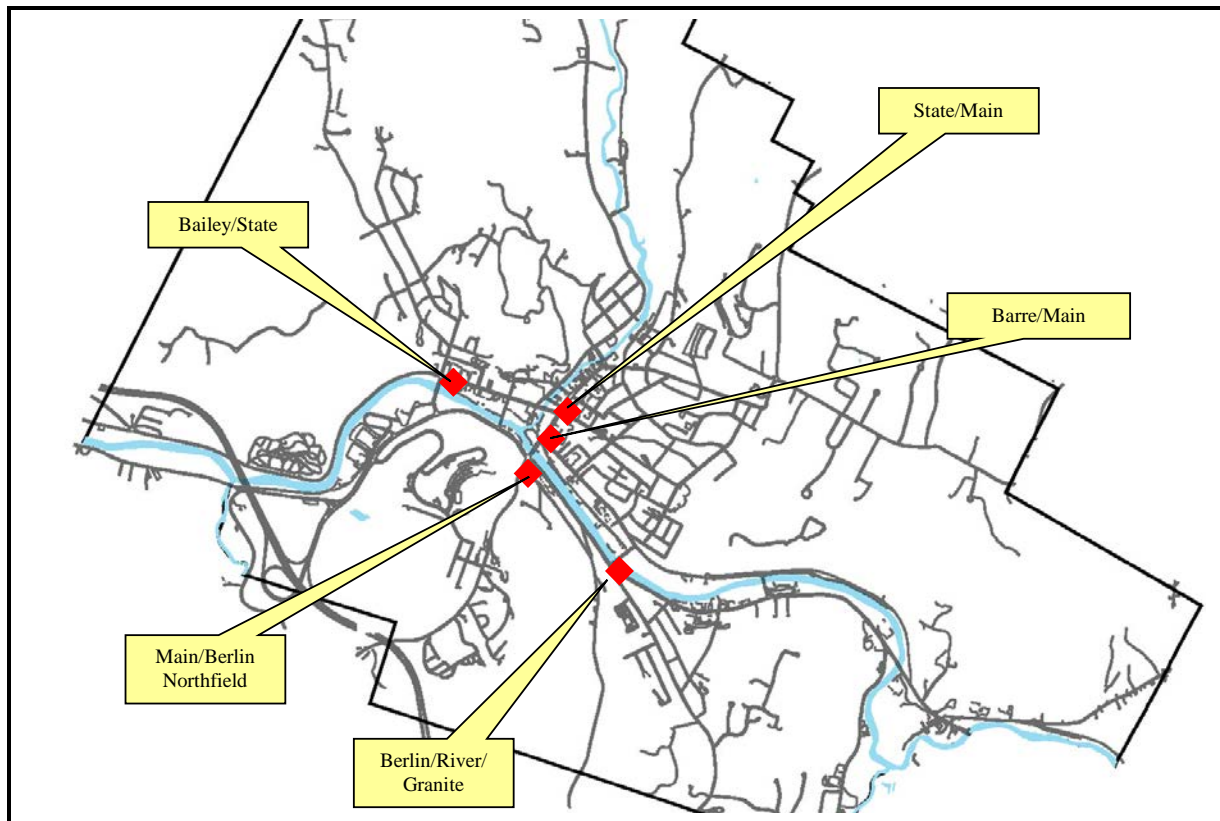 State/Main
Bailey/State
Barre/Main
Main/Berlin
Northfield
Berlin/River/
Granite